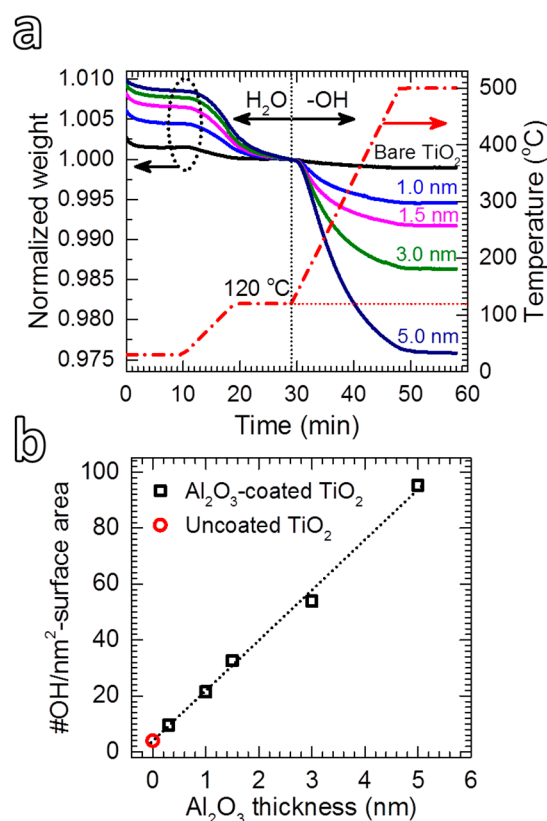 a
1.010
1.005
1.000
0.995
0.990
0.985
0.980
0.975
Normalized weight
H₂O
-OH
Bare TiO₂
1.0 nm
1.5 nm
3.0 nm
5.0 nm
120 °C
500
400
300
200
100
0
Temperature (°C)
0 10 20 30 40 50 60
Time (min)
b
100
80
60
40
20
0
#OH/nm²-surface area
Al₂O₃-coated TiO₂
Uncoated TiO₂
0 1 2 3 4 5 6
Al₂O₃ thickness (nm)